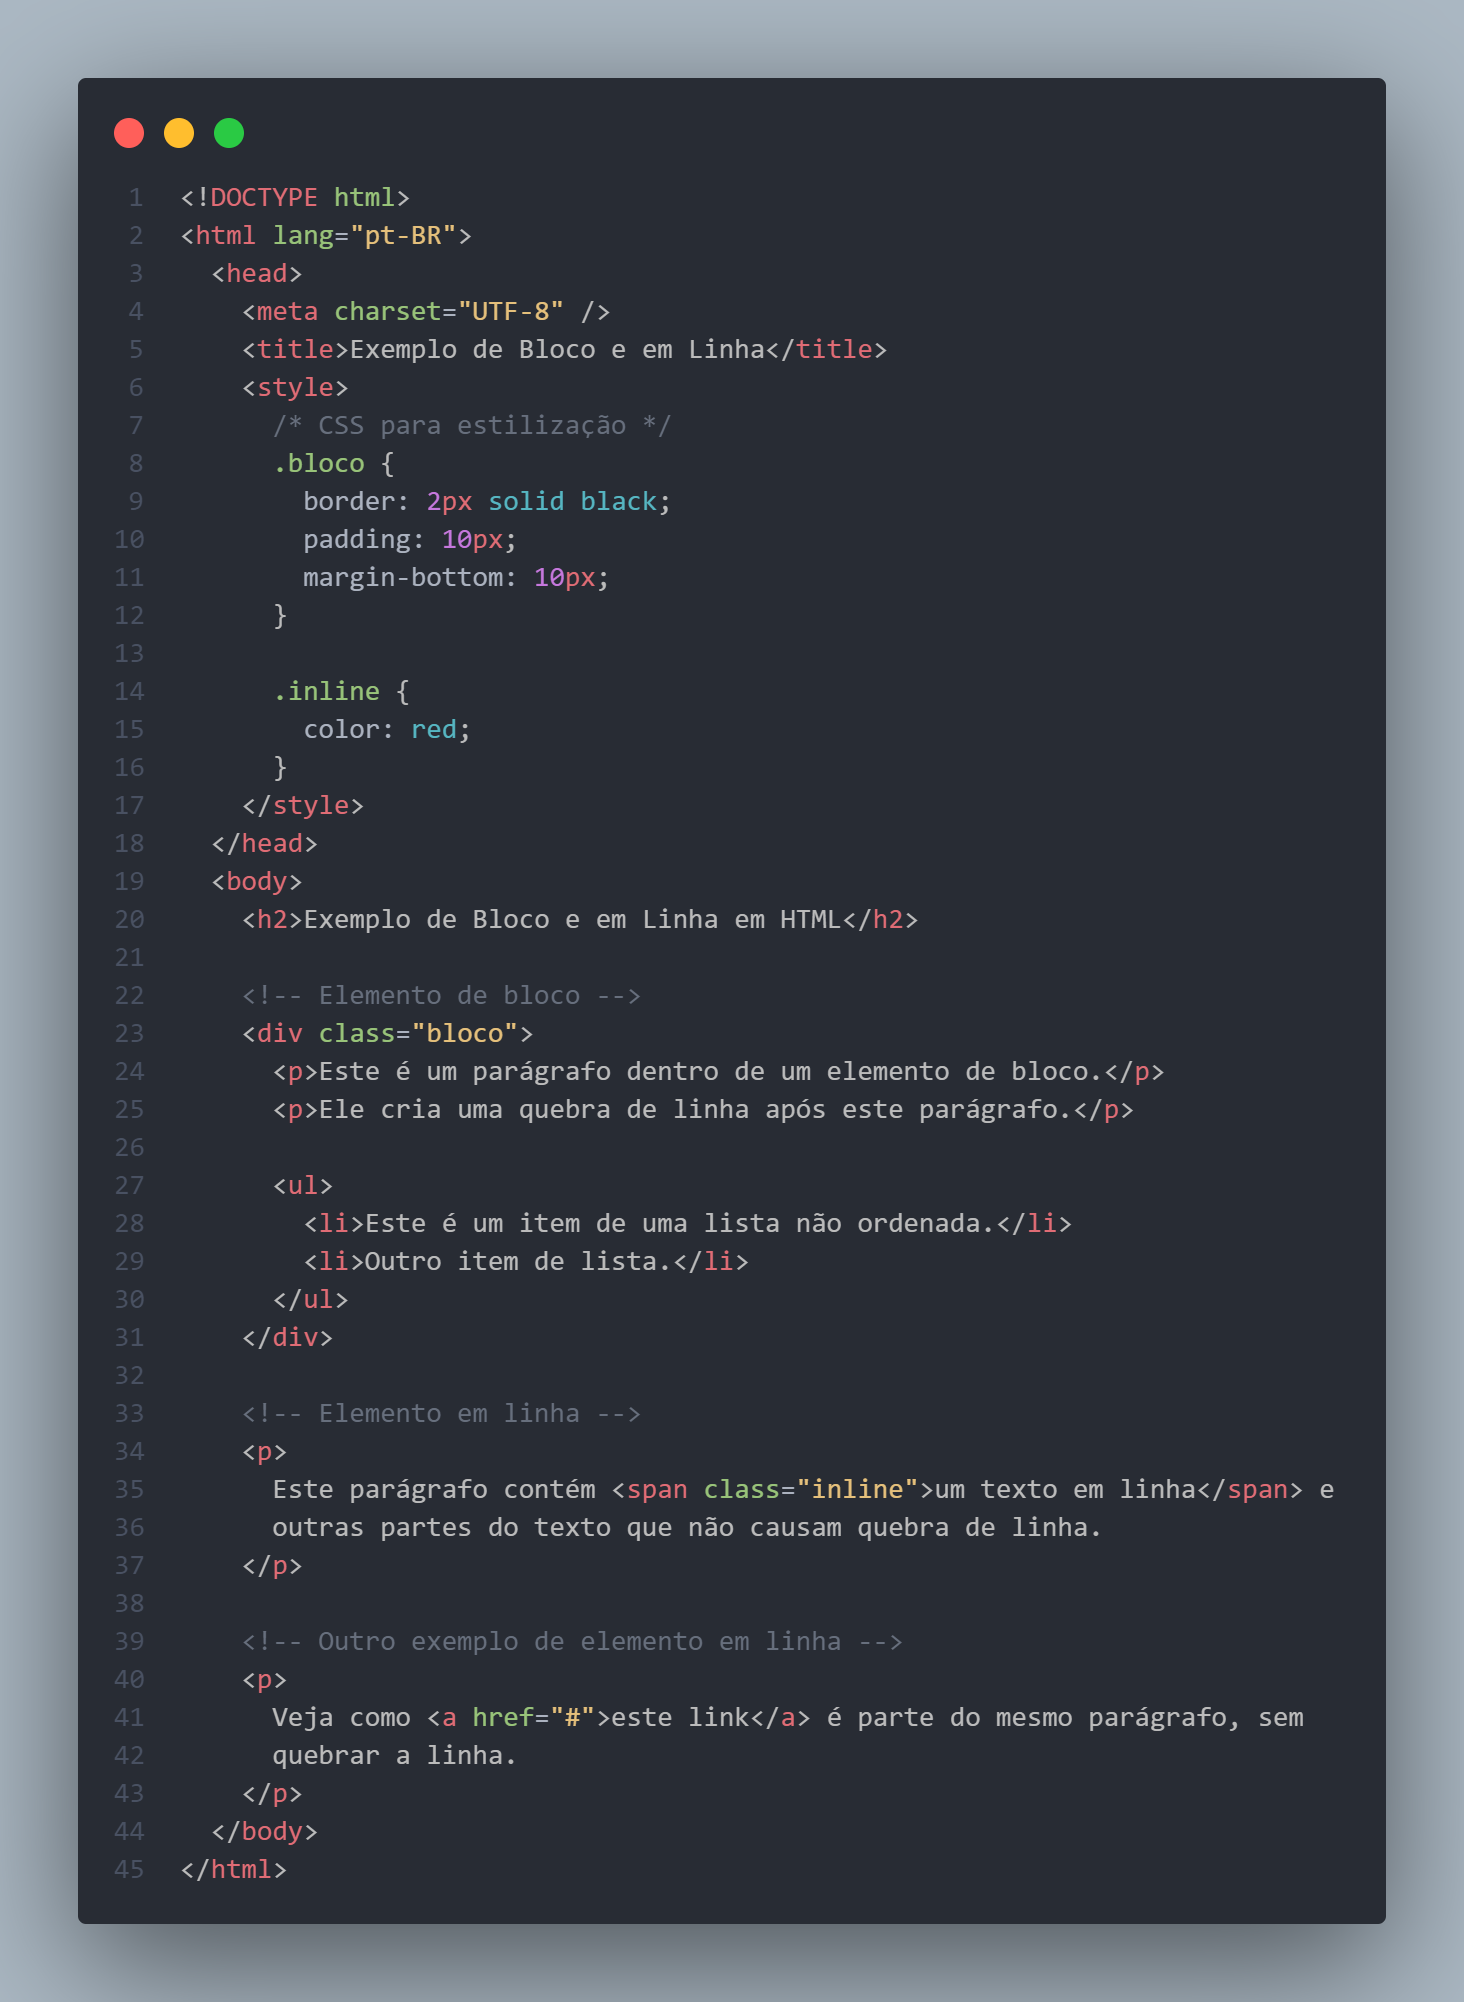 1 <!DOCTYPE html>
2 <html lang="pt-BR">
3   <head>
4     <meta charset="UTF-8" />
5     <title>Exemplo de Bloco e em Linha</title>
6     <style>
7       /* CSS para estilização */
8       .bloco {
9         border: 2px solid black;
10         padding: 10px;
11         margin-bottom: 10px;
12       }
13
14       .inline {
15         color: red;
16       }
17     </style>
18   </head>
19   <body>
20     <h2>Exemplo de Bloco e em Linha em HTML</h2>
21
22     <!-- Elemento de bloco -->
23     <div class="bloco">
24       <p>Este é um parágrafo dentro de um elemento de bloco.</p>
25       <p>Ele cria uma quebra de linha após este parágrafo.</p>
26
27       <ul>
28         <li>Este é um item de uma lista não ordenada.</li>
29         <li>Outro item de lista.</li>
30       </ul>
31     </div>
32
33     <!-- Elemento em linha -->
34     <p>
35       Este parágrafo contém <span class="inline">um texto em linha</span> e
36       outras partes do texto que não causam quebra de linha.
37     </p>
38
39     <!-- Outro exemplo de elemento em linha -->
40     <p>
41       Veja como <a href="#">este link</a> é parte do mesmo parágrafo, sem
42       quebrar a linha.
43     </p>
44   </body>
45 </html>